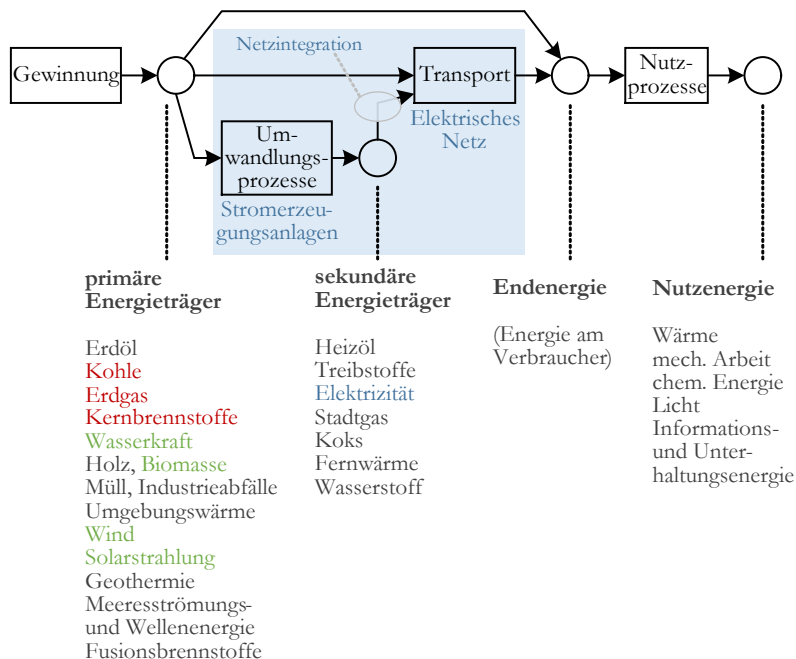 Netzintegration
Gewinnung
Transport
Nutz-
prozesse
Elektrisches
Netz
Um-
wandlungs-
prozesse
Stromerzeu-
gungsanlagen
primäre
Energieträger
Erdöl
Kohle
Erdgas
Kernbrennstoffe
Wasserkraft
Holz, Biomasse
Müll, Industrieabfälle
Umgebungswärme
Wind
Solarstrahlung
Geothermie
Meeresströmungs-
und Wellenenergie
Fusionsbrennstoffe
sekundäre
Energieträger
Heizöl
Treibstoffe
Elektrizität
Stadtgas
Koks
Fernwärme
Wasserstoff
Endenergie
(Energie am
Verbraucher)
Nutzenergie
Wärme
mech. Arbeit
chem. Energie
Licht
Informations-
und Unter-
haltungsenergie